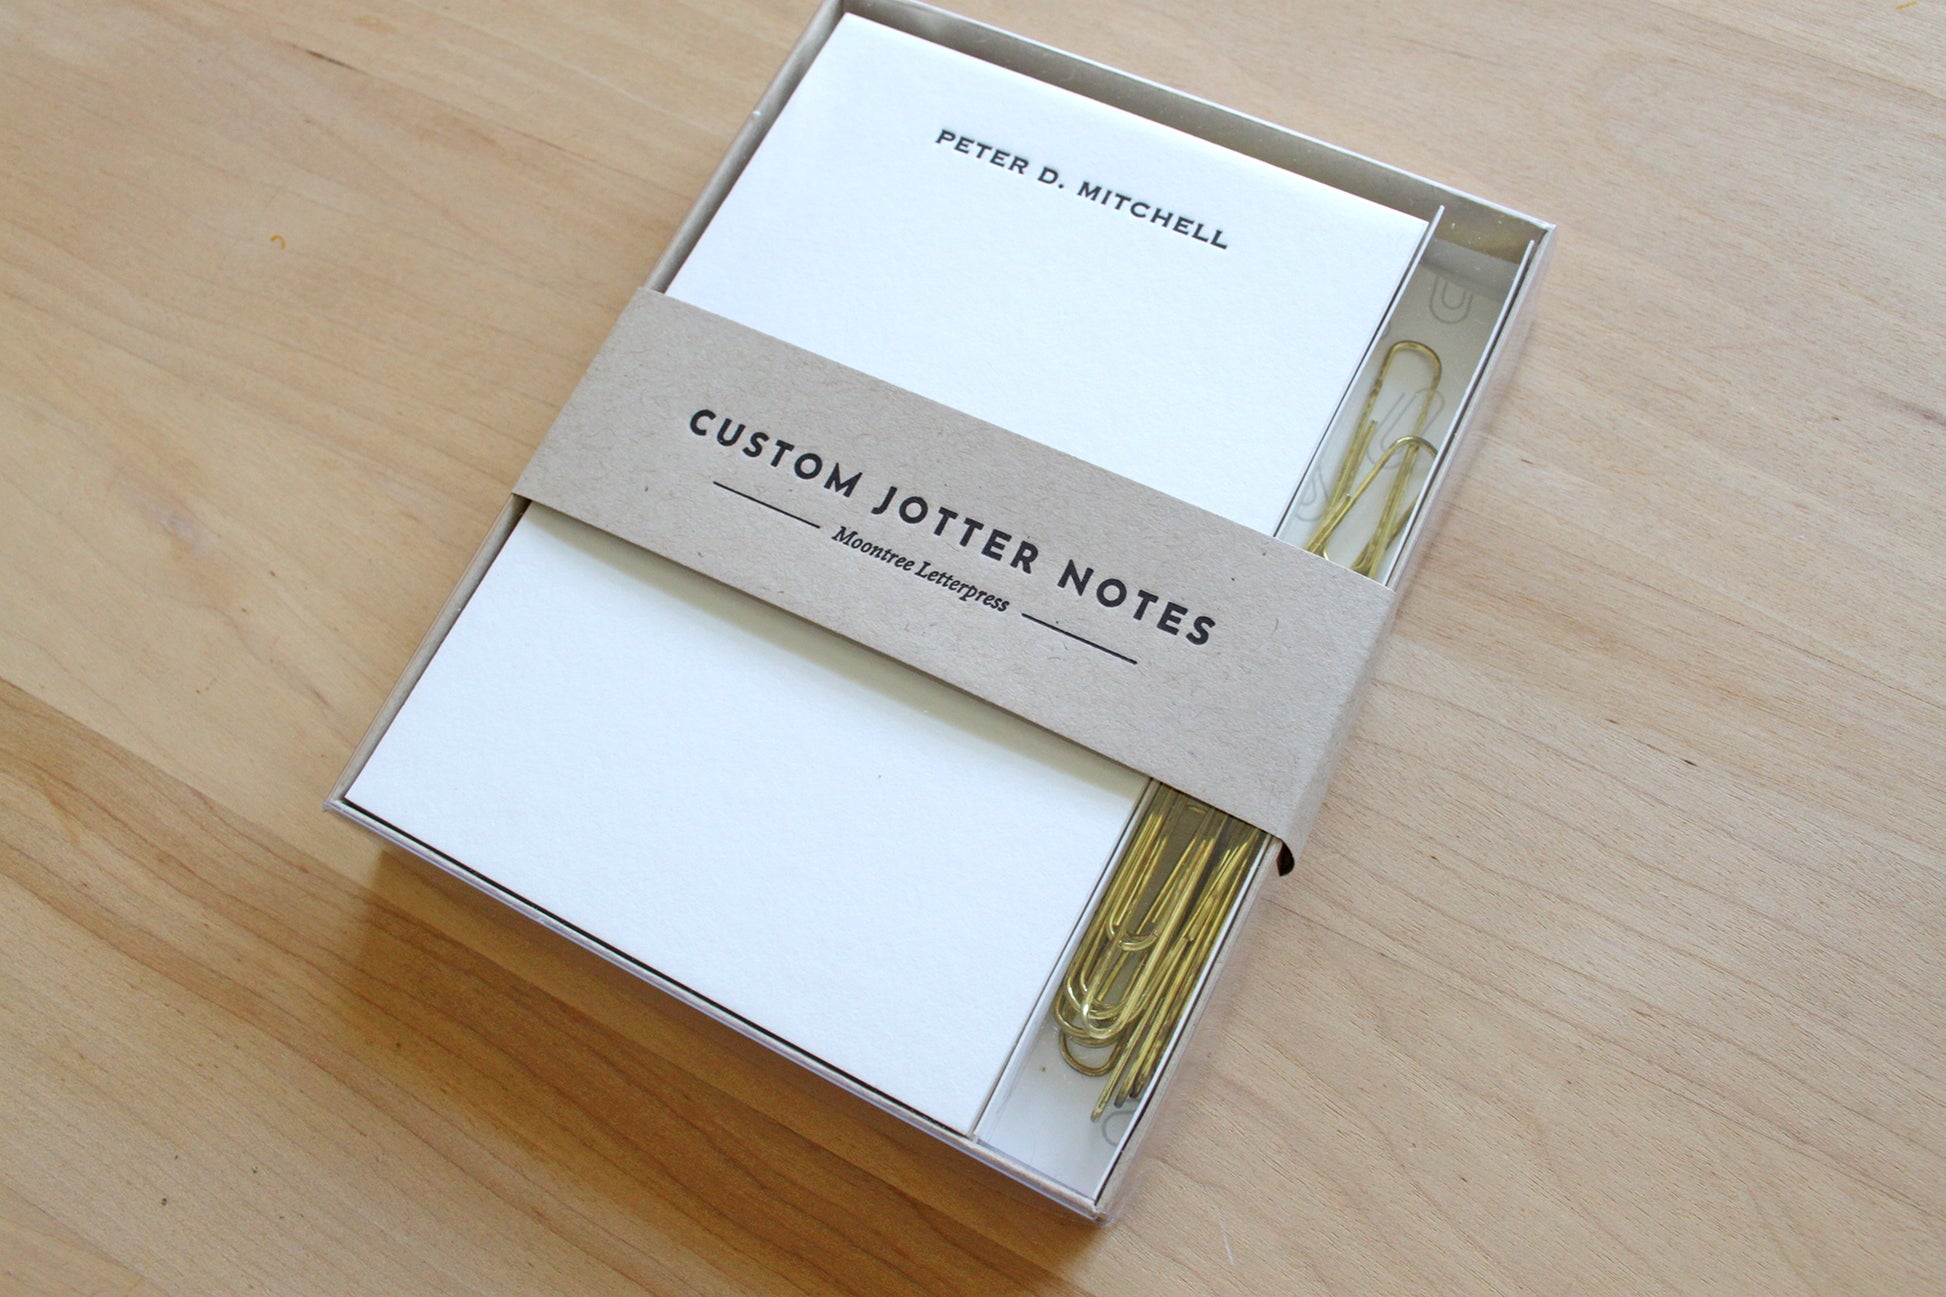 PETER D. MITCHELL
CUSTOM JOTTER NOTES
Moontree Letterpress